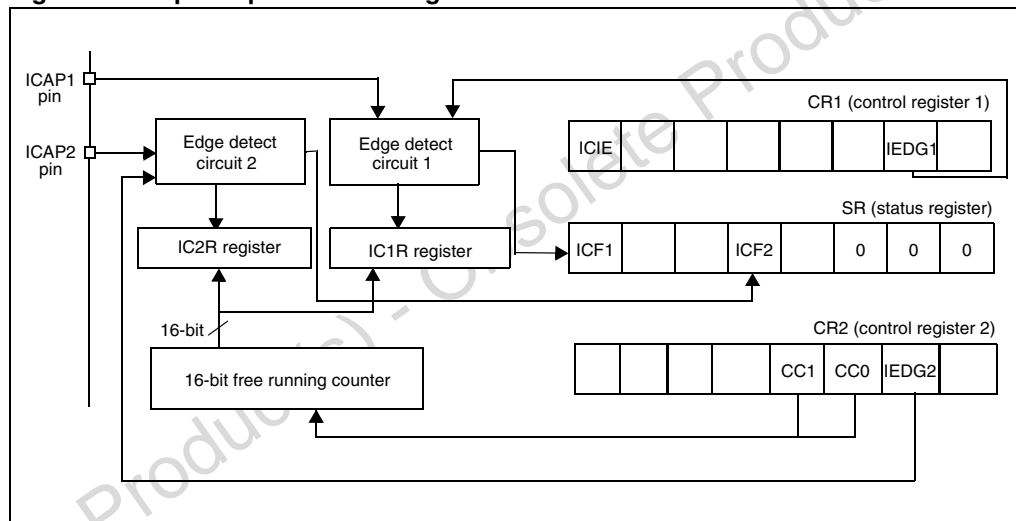 ICAP1
pin
ICAP2
pin
Edge detect
circuit 2
Edge detect
circuit 1
IC2R register
IC1R register
16-bit
16-bit free running counter
CR1 (control register 1)
ICIE
IEDG1
SR (status register)
ICF1
ICF2
0
0
0
CR2 (control register 2)
CC1
CC0
IEDG2